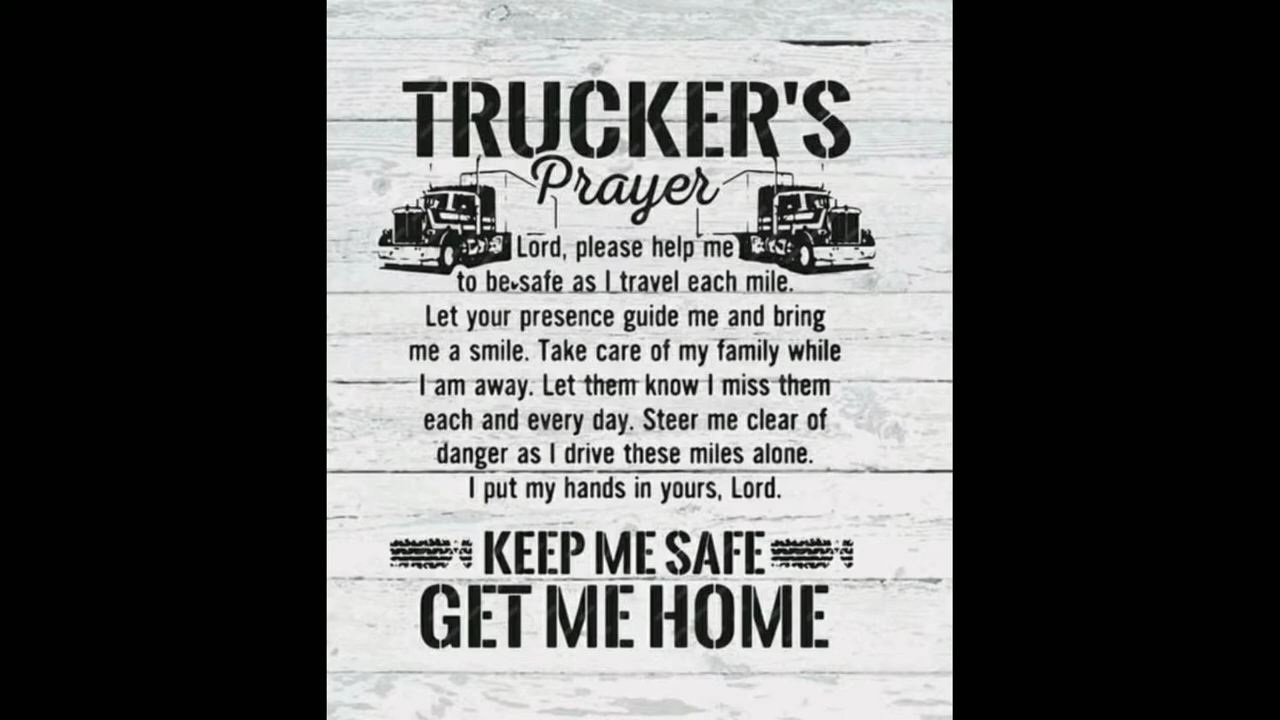 TRUCKER'S
Prayer
Lord, please help me
to be safe as I travel each mile.
Let your presence guide me and bring
me a smile. Take care of my family while
I am away. Let them know I miss them
each and every day. Steer me clear of
danger as I drive these miles alone.
I put my hands in yours, Lord.
KEEP ME SAFE
GET ME HOME